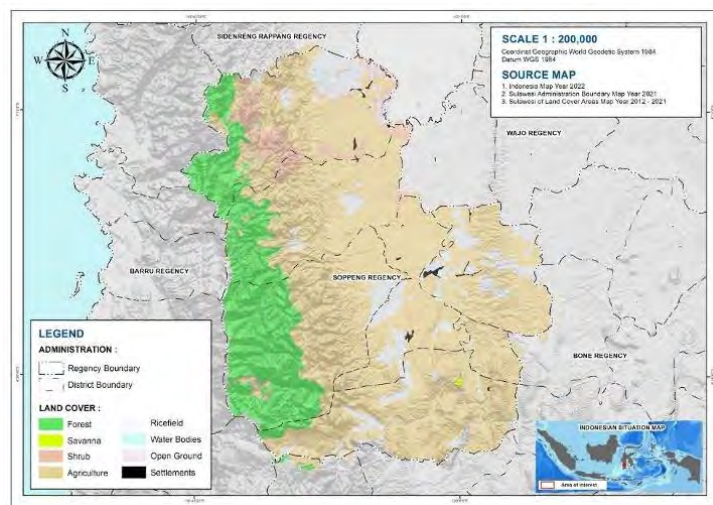 N
W
E
S
SIDENRENG RAPPANG REGENCY
SCALE 1 : 200,000
Coordinat Geographic World Geodetic System 1984
Datum WGS 1984
SOURCE MAP
1. Indonesia Map Year 2022
2. Sulawesi Administration Boundary Map Year 2021
3. Sulawesi of Land Cover Areas Map Year 2012 - 2021
WAJO REGENCY
BARRU REGENCY
SOPPENG REGENCY
BONE REGENCY
LEGEND
ADMINISTRATION :
Regency Boundary
District Boundary
LAND COVER :
Forest
Savanna
Shrub
Agriculture
Ricefield
Water Bodies
Open Ground
Settlements
INDONESIAN SITUATION MAP
Area of Interest